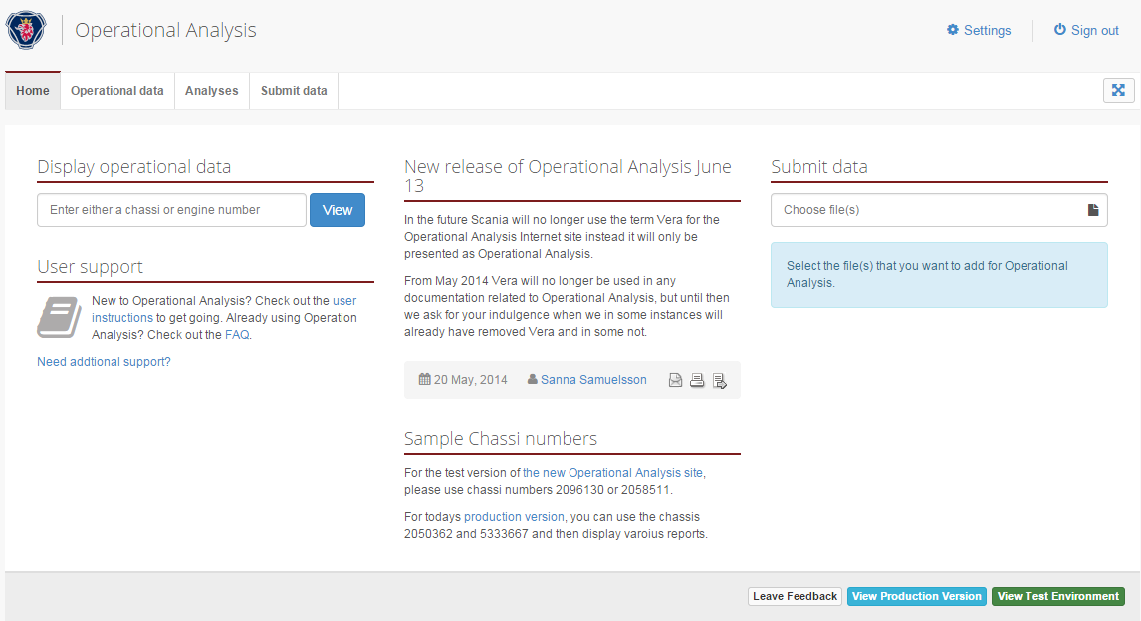 Operational Analysis
Settings
Sign out
Home
Operational data
Analyses
Submit data
Display operational data
Enter either a chassi or engine number
View
User support
New to Operational Analysis? Check out the user
instructions to get going. Already using Operation
Analysis? Check out the FAQ.
Need addtional support?
New release of Operational Analysis June
13
In the future Scania will no longer use the term Vera for the
Operational Analysis Internet site instead it will only be
presented as Operational Analysis.
From May 2014 Vera will no longer be used in any
documentation related to Operational Analysis, but until then
we ask for your indulgence when we in some instances will
already have removed Vera and in some not.
20 May, 2014
Sanna Samuelsson
Sample Chassi numbers
For the test version of the new Operational Analysis site,
please use chassi numbers 2096130 or 2058511.
For todays production version, you can use the chassis
2050362 and 5333667 and then display varoius reports.
Submit data
Choose file(s)
Select the file(s) that you want to add for Operational
Analysis.
Leave Feedback
View Production Version
View Test Environment